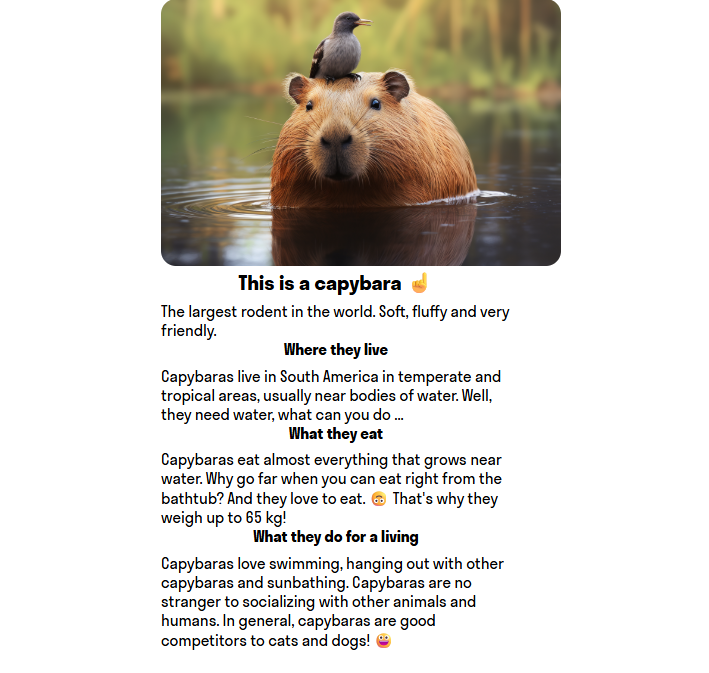 This is a capybara ☝️
The largest rodent in the world. Soft, fluffy and very
friendly.
Where they live
Capybaras live in South America in temperate and
tropical areas, usually near bodies of water. Well,
they need water, what can you do ...
What they eat
Capybaras eat almost everything that grows near
water. Why go far when you can eat right from the
bathtub? And they love to eat. 🙃 That's why they
weigh up to 65 kg!
What they do for a living
Capybaras love swimming, hanging out with other
capybaras and sunbathing. Capybaras are no
stranger to socializing with other animals and
humans. In general, capybaras are good
competitors to cats and dogs! 😀